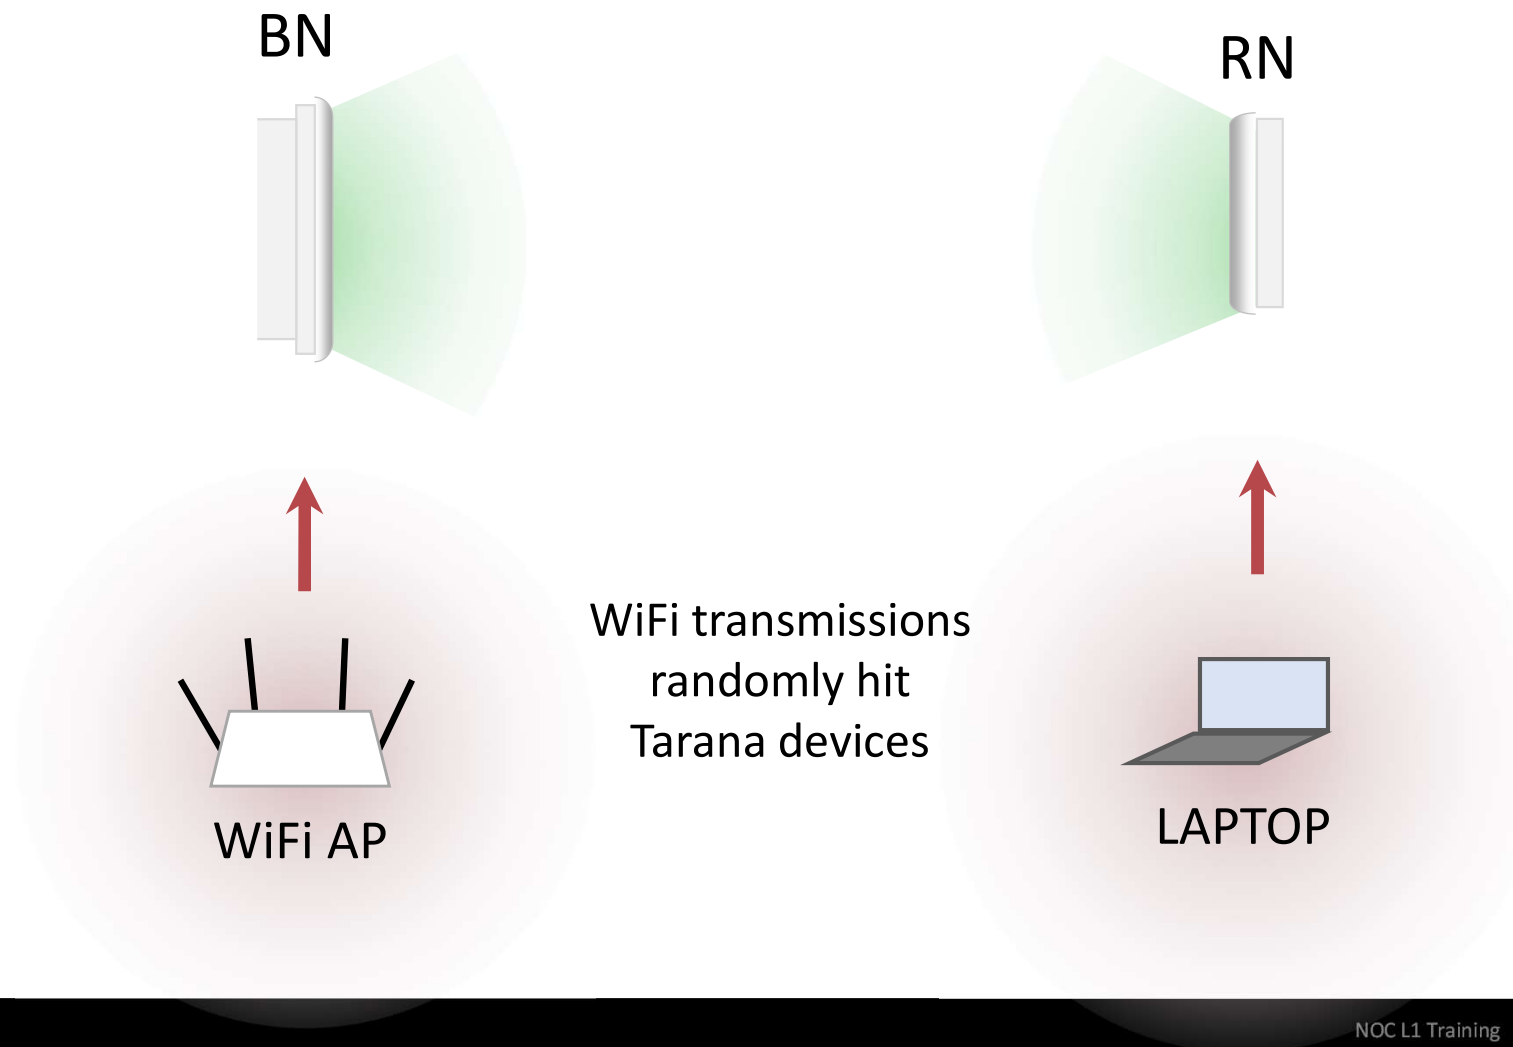 BN
RN
WiFi transmissions
randomly hit
Tarana devices
WiFi AP
LAPTOP
NOC L1 Training